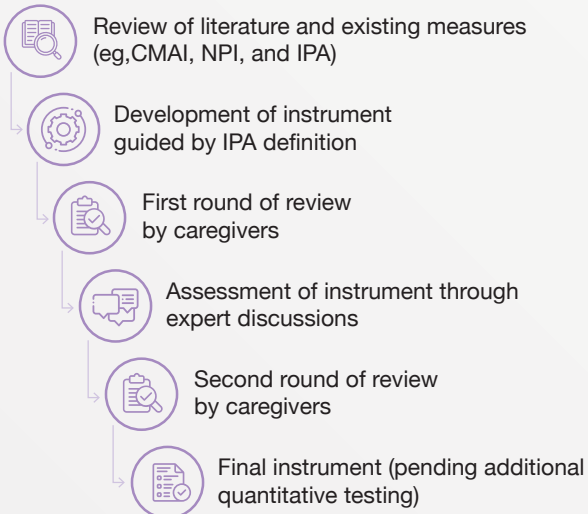 Review of literature and existing measures
(eg,CMAI, NPI, and IPA)
Development of instrument
guided by IPA definition
First round of review
by caregivers
Assessment of instrument through
expert discussions
Second round of review
by caregivers
Final instrument (pending additional
quantitative testing)